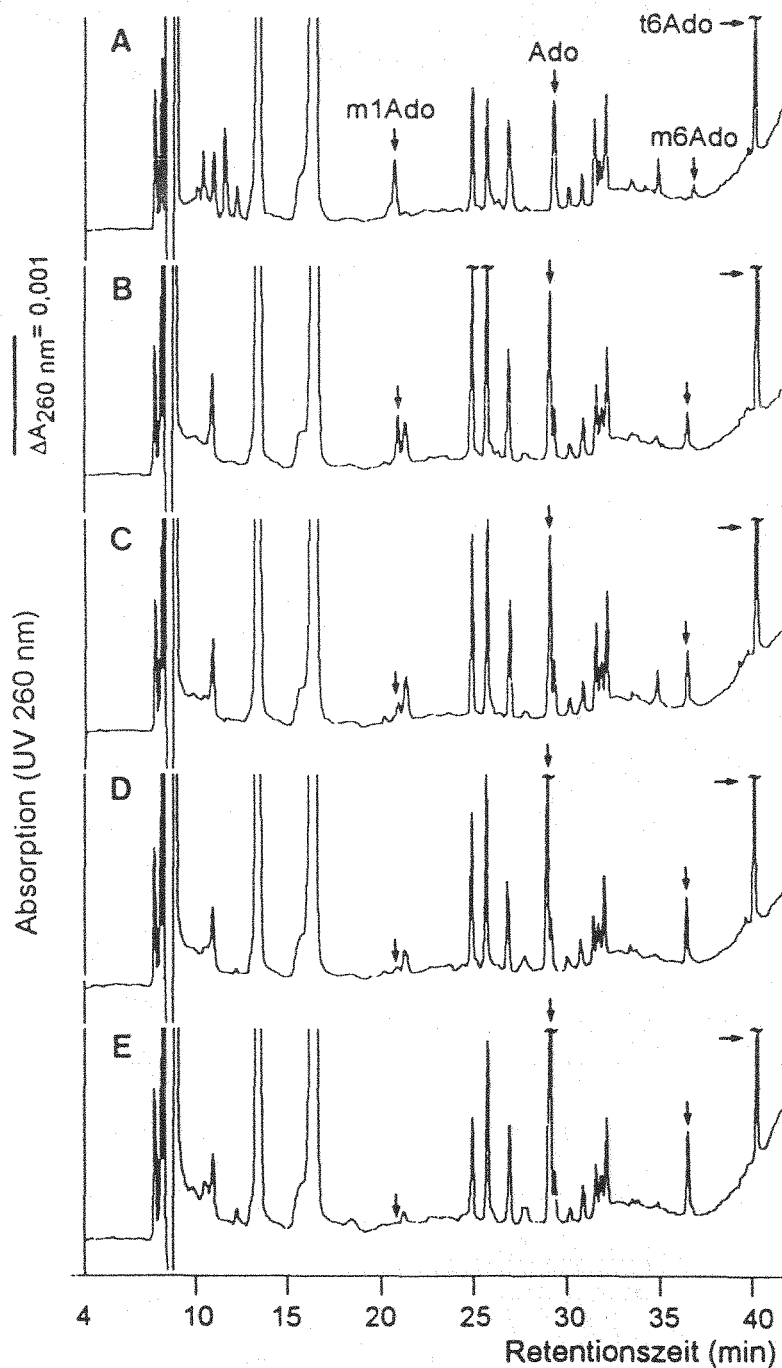 A
t6Ado
Ado
m1Ado
m6Ado
B
ΔA260 nm= 0,001
C
Absorption (UV 260 nm)
D
E
4 10 15 20 25 30 35 40
Retentionszeit (min)